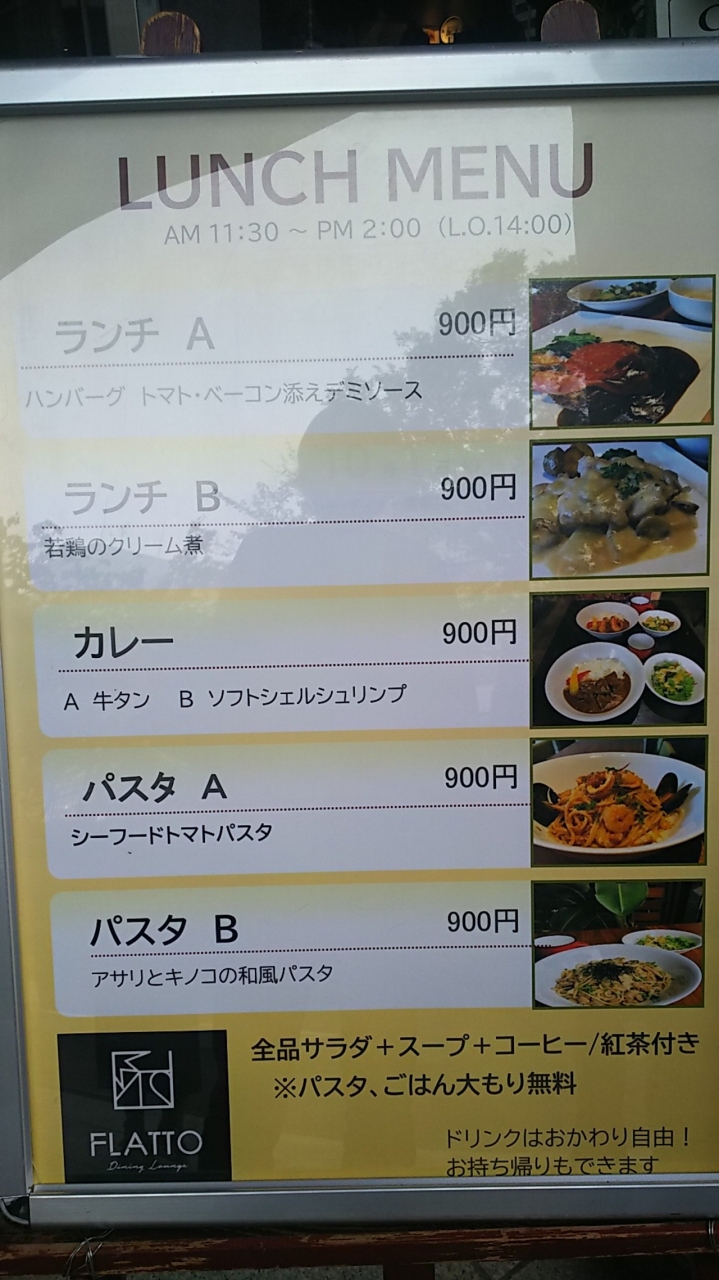 LUNCH MENU
AM 11:30 ~ PM 2:00 (L.O.14:00)
ランチ A 900円
ハンバーグ トマト・ベーコン添えデミソース
ランチ B 900円
若鶏のクリーム煮
カレー 900円
A 牛タン B ソフトシェルシュリンプ
パスタ A 900円
シーフードトマトパスタ
パスタ B 900円
アサリとキノコの和風パスタ
全品サラダ+スープ+コーヒー/紅茶付き
※パスタ、ごはん大もり無料
FLATTO
Dining Lounge
ドリンクはおかわり自由!
お持ち帰りもできます